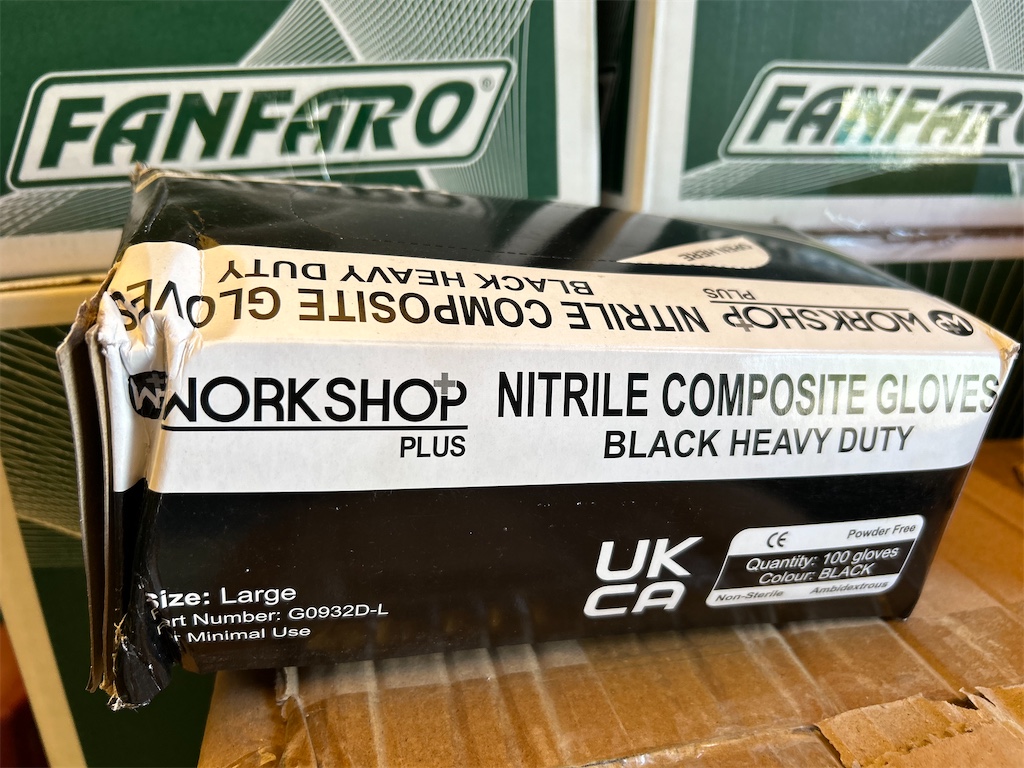 FANFARO®
FANFARO
OPEN HERE
WORKSHOP NITRILE COMPOSITE GLOVES
PLUS BLACK HEAVY DUTY
WORKSHOP NITRILE COMPOSITE GLOVES
PLUS BLACK HEAVY DUTY
UK
CA
CE Powder Free
Quantity: 100 gloves
Colour: BLACK
Non-Sterile Ambidextrous
Size: Large
Part Number: G0932D-L
Minimal Use